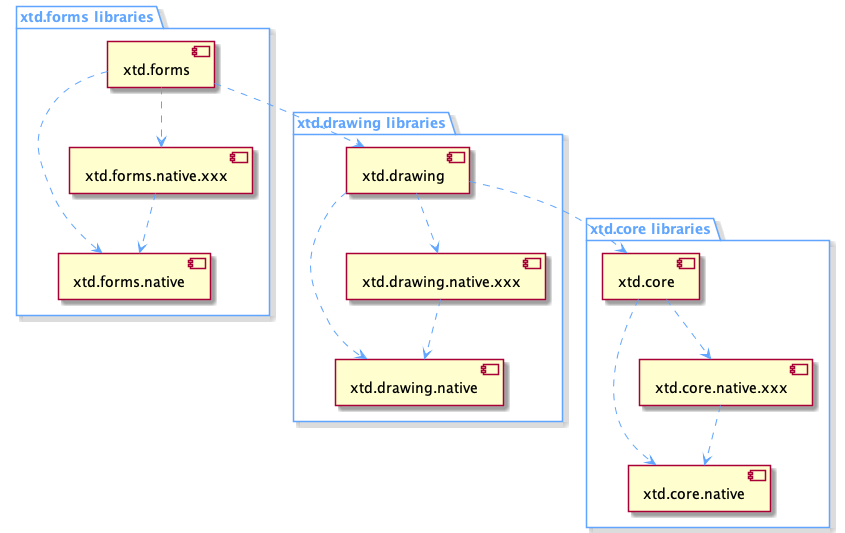 xtd.forms libraries
xtd.forms
xtd.forms.native.xxx
xtd.forms.native
xtd.drawing libraries
xtd.drawing
xtd.drawing.native.xxx
xtd.drawing.native
xtd.core libraries
xtd.core
xtd.core.native.xxx
xtd.core.native